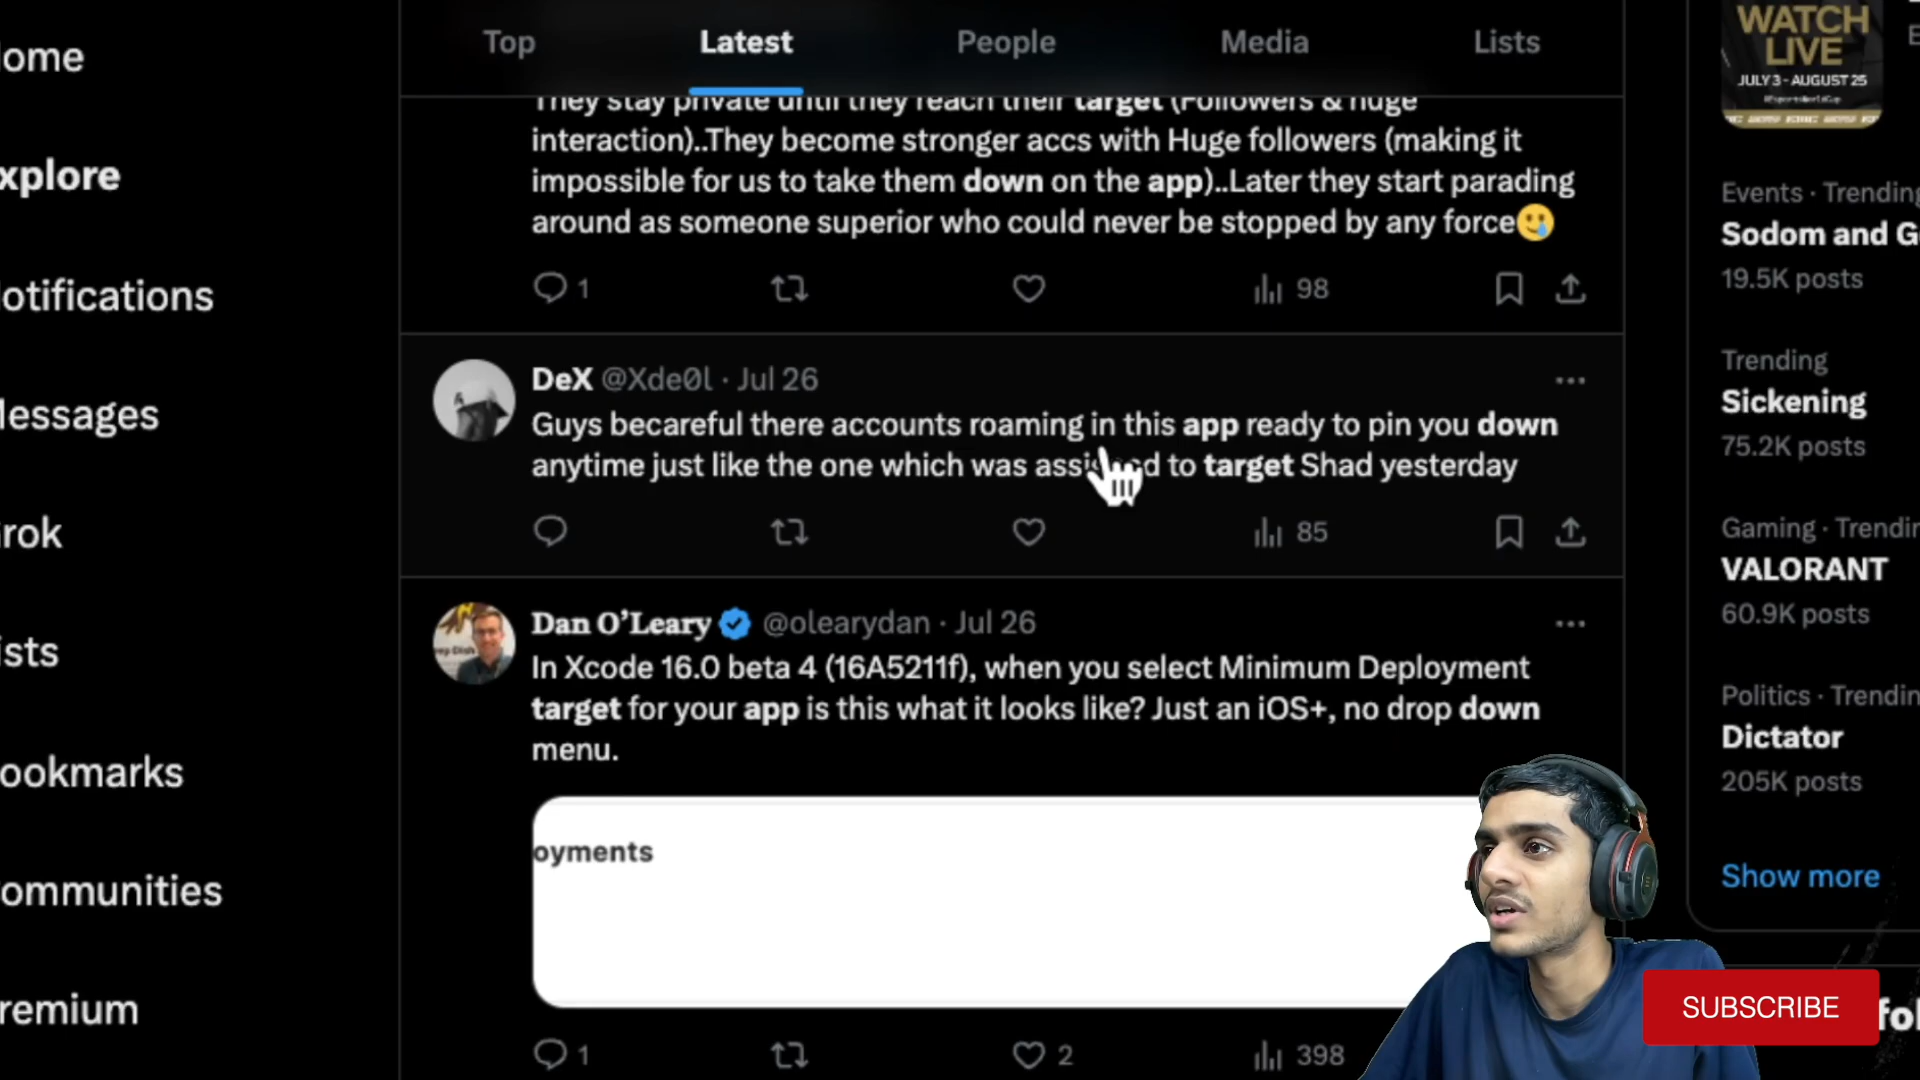 ome
xplore
otifications
essages
rok
ists
ookmarks
ommunities
remium
Top
Latest
People
Media
Lists
They stay private until they reach their target (Followers & huge
interaction)..They become stronger accs with Huge followers (making it
impossible for us to take them down on the app)..Later they start parading
around as someone superior who could never be stopped by any force🥲
1
98
DeX @Xde0l · Jul 26
Guys becareful there accounts roaming in this app ready to pin you down
anytime just like the one which was assi d to target Shad yesterday
85
Dan O’Leary @olearydan · Jul 26
In Xcode 16.0 beta 4 (16A5211f), when you select Minimum Deployment
target for your app is this what it looks like? Just an iOS+, no drop down
menu.
oyments
1
2
398
WATCH
LIVE
JULY 3 - AUGUST 25
Events · Trending
Sodom and G
19.5K posts
Trending
Sickening
75.2K posts
Gaming · Trendin
VALORANT
60.9K posts
Politics · Trendin
Dictator
205K posts
Show more
SUBSCRIBE
fol